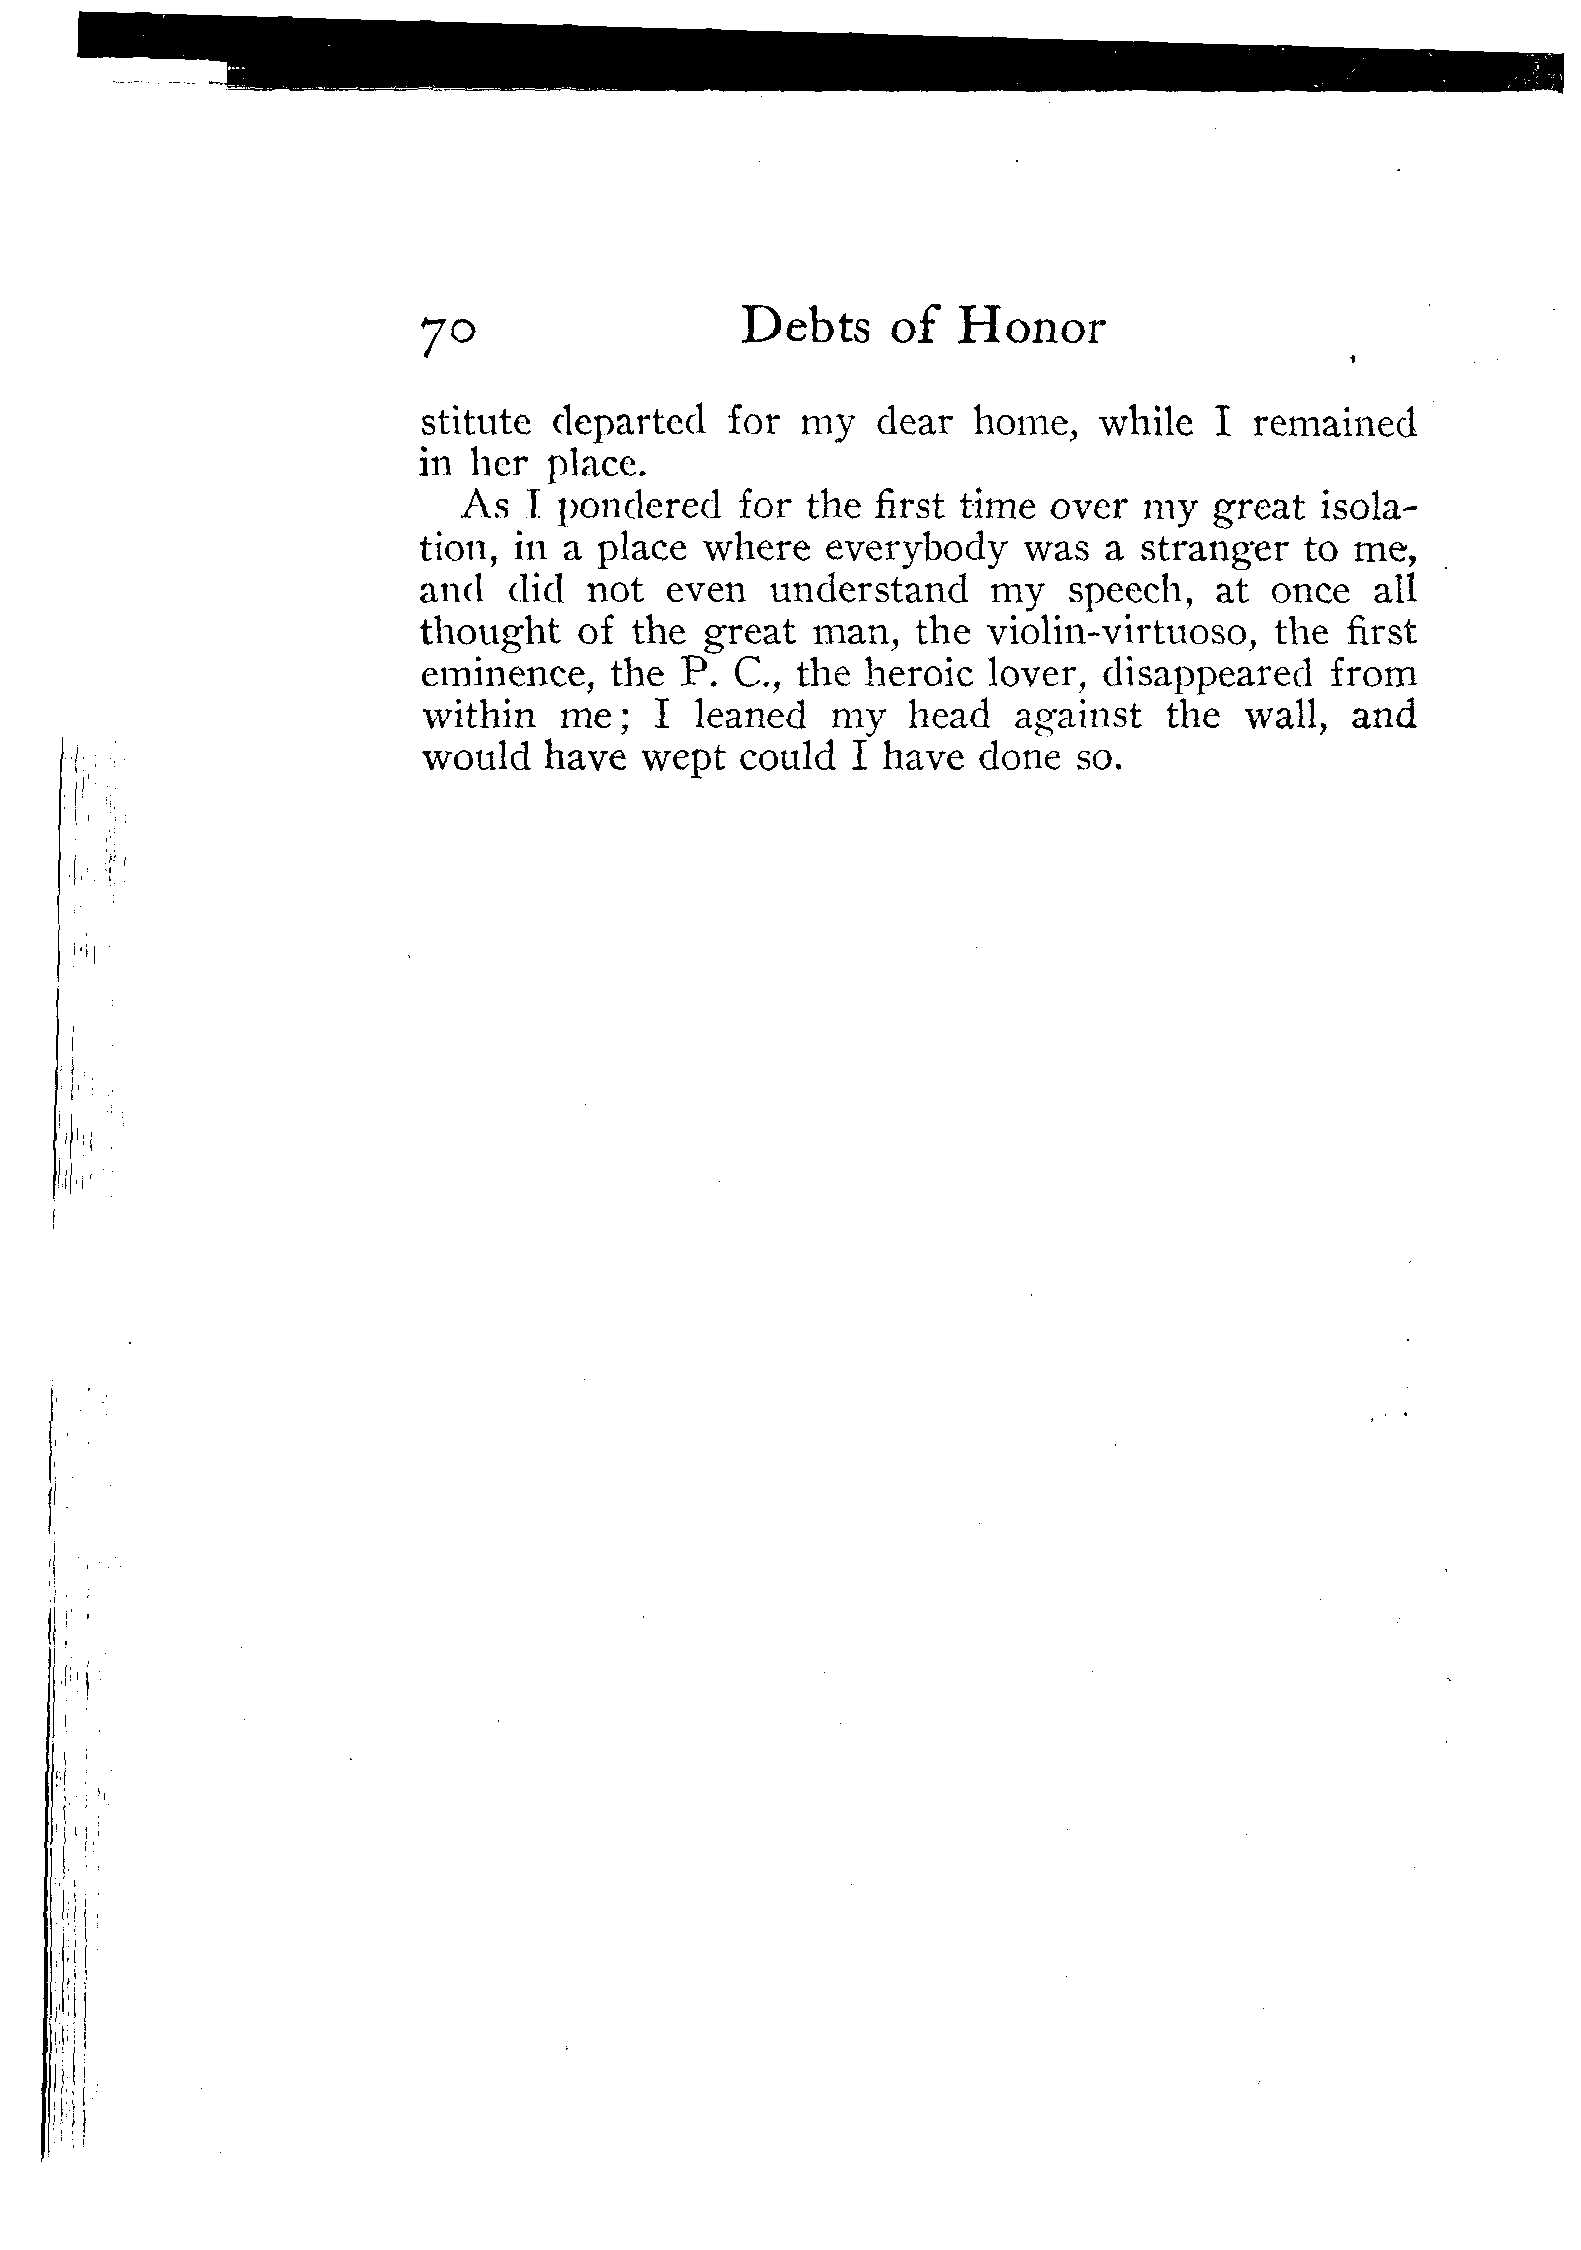 70 Debts of Honor
stitute departed for my dear home, while I remained
in her place.
As I pondered for the first time over my great isola-
tion, in a place where everybody was a stranger to me,
and did not even understand my speech, at once all
thought of the great man, the violin-virtuoso, the first
eminence, the P. C., the heroic lover, disappeared from
within me; I leaned my head against the wall, and
would have wept could I have done so.